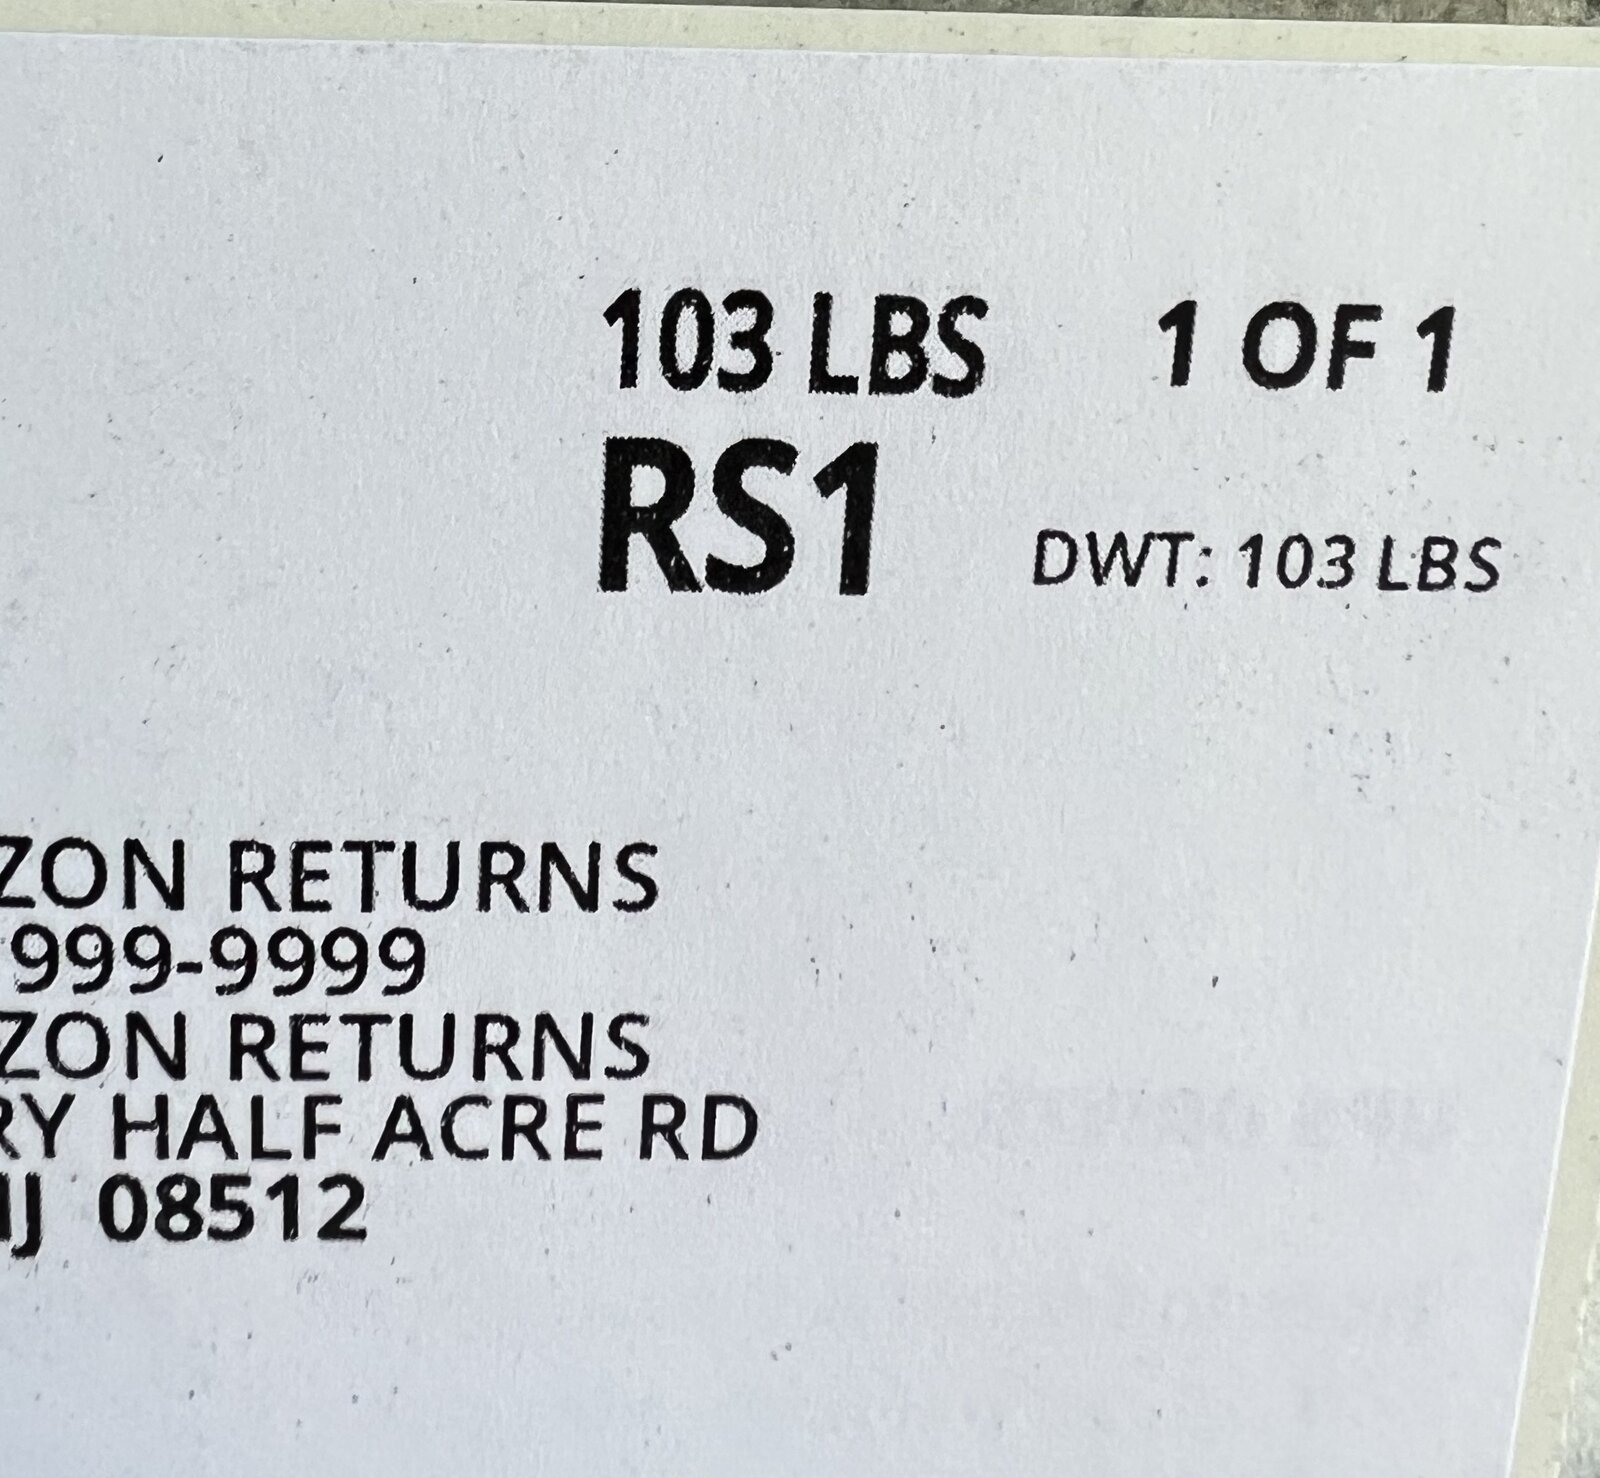 103 LBS 1 OF 1
RS1 DWT: 103 LBS
ZON RETURNS
999-9999
ZON RETURNS
RY HALF ACRE RD
NJ 08512